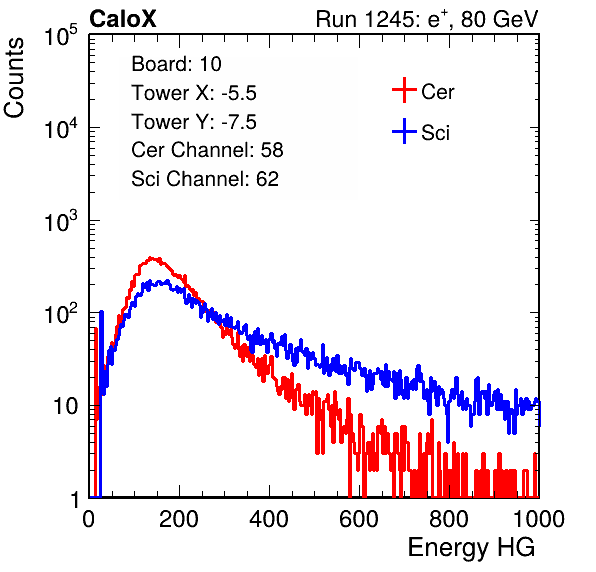 CaloX Run 1245: e⁺, 80 GeV
Counts
10⁵
10⁴
10³
10²
10
1
Board: 10
Tower X: -5.5
Tower Y: -7.5
Cer Channel: 58
Sci Channel: 62
Cer
Sci
0 200 400 600 800 1000
Energy HG